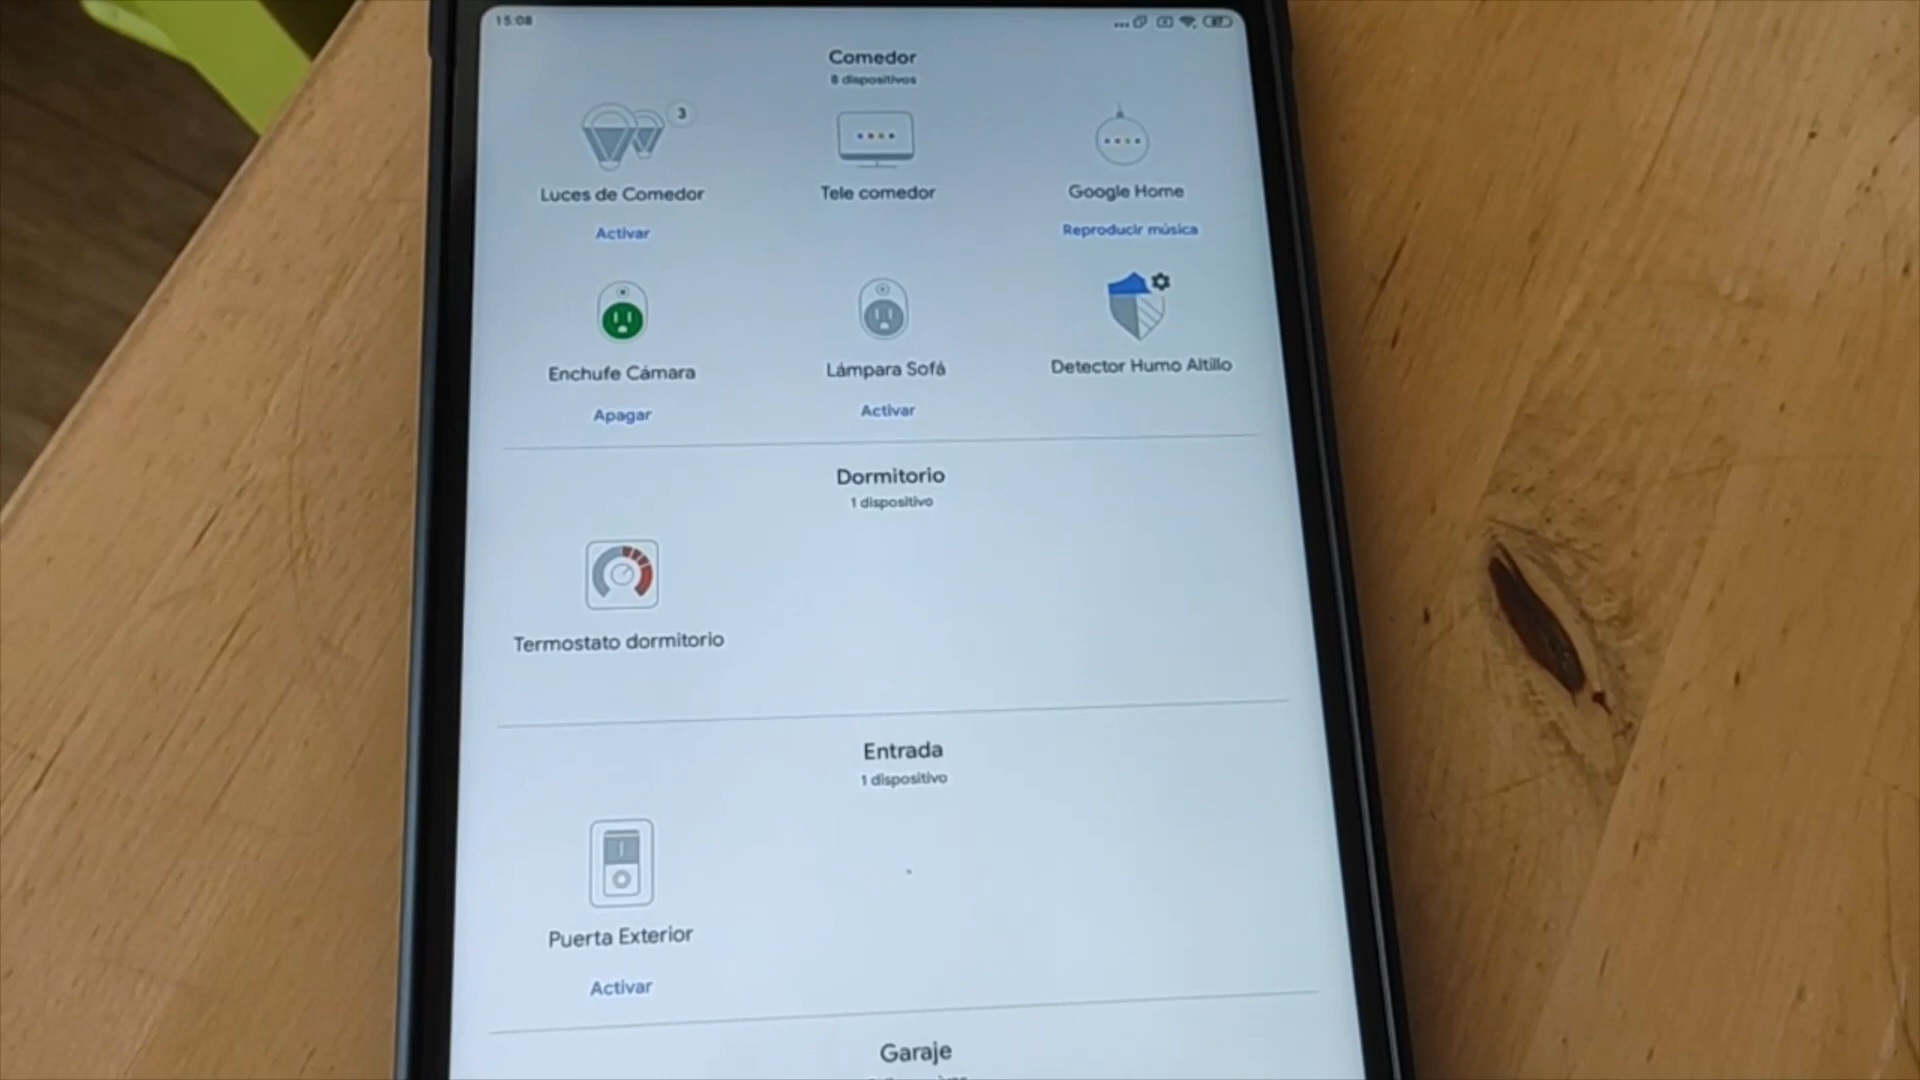 15:08
Comedor
8 dispositivos
3
Luces de Comedor
Tele comedor
Google Home
Activar
Reproducir música
Enchufe Cámara
Lámpara Sofá
Detector Humo Altillo
Apagar
Activar
Dormitorio
1 dispositivo
Termostato dormitorio
Entrada
1 dispositivo
Puerta Exterior
Activar
Garaje